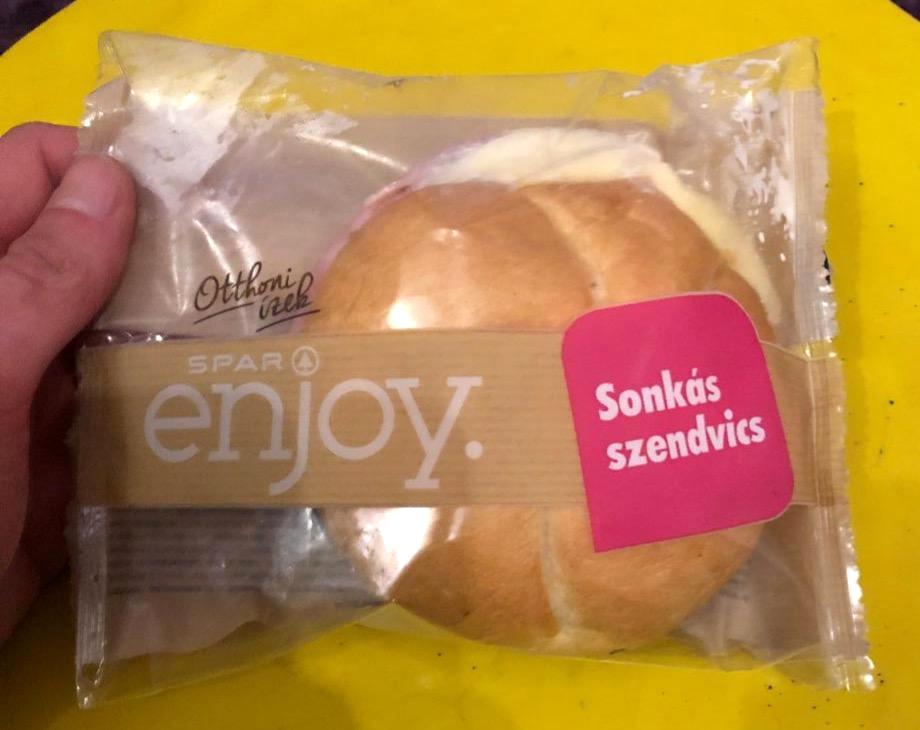 Otthoni
ízek
SPAR
enjoy.
Sonkás
szendvics